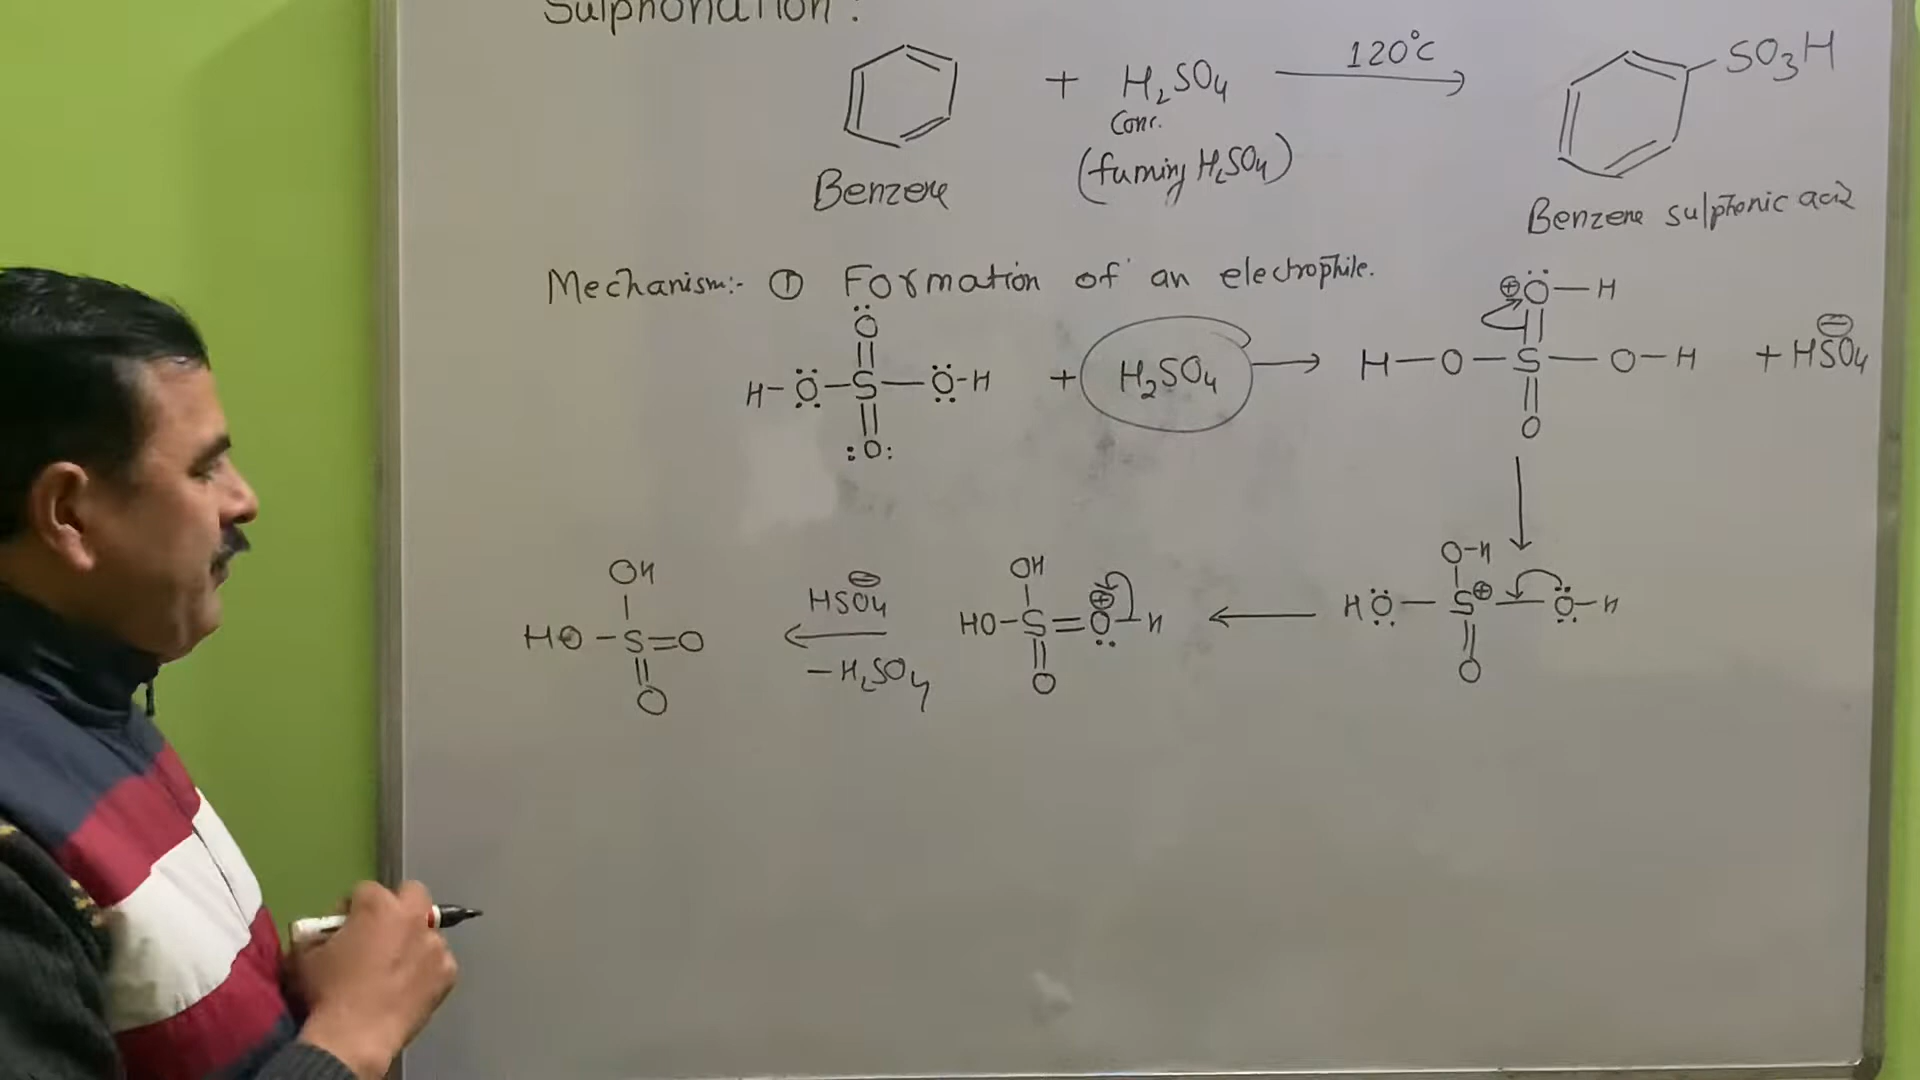 Sulphonation :
+ H2SO4 120°C SO3H
Conc.
(fuming H2SO4)
Benzene
Benzene sulphonic acid
Mechanism:- ① Formation of an electrophile.
H-O-S-O-H + H2SO4 → H-O-S-O-H + HSO4⊖
O
O
⊕O-H
O
O-H
HO-S⊕-O-H
O
OH
HO-S=O⊕-H
O
HSO4⊖
-H2SO4
OH
HO-S=O
O